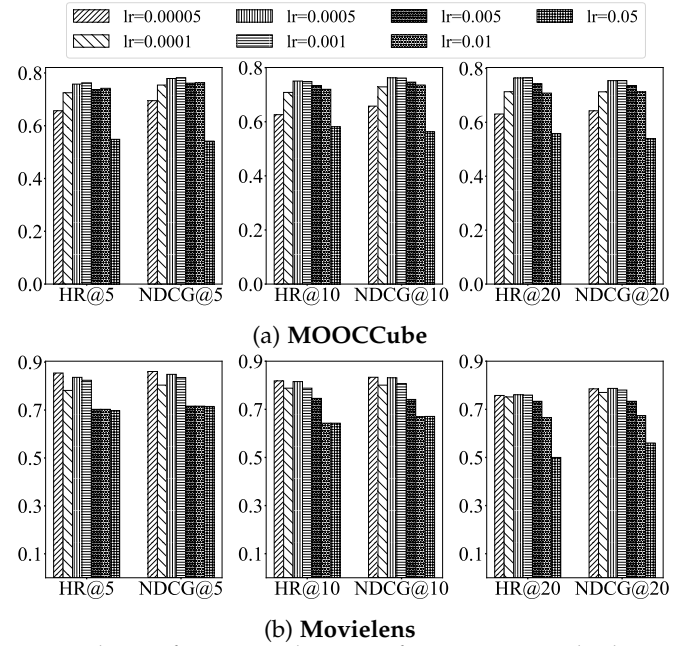 lr=0.00005 lr=0.0005 lr=0.005 lr=0.05
lr=0.0001 lr=0.001 lr=0.01
0.8 0.8 0.8
0.6 0.6 0.6
0.4 0.4 0.4
0.2 0.2 0.2
0.0 0.0 0.0
HR@5 NDCG@5 HR@10 NDCG@10 HR@20 NDCG@20
(a) MOOCCube
0.9 0.9 0.9
0.7 0.7 0.7
0.5 0.5 0.5
0.3 0.3 0.3
0.1 0.1 0.1
HR@5 NDCG@5 HR@10 NDCG@10 HR@20 NDCG@20
(b) Movielens